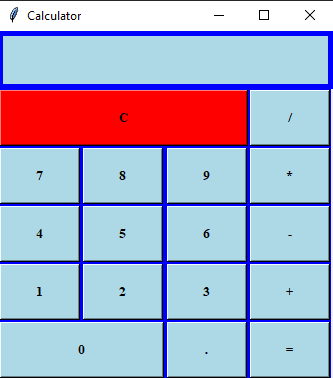 Calculator
C /
7 8 9 *
4 5 6 -
1 2 3 +
0 . =